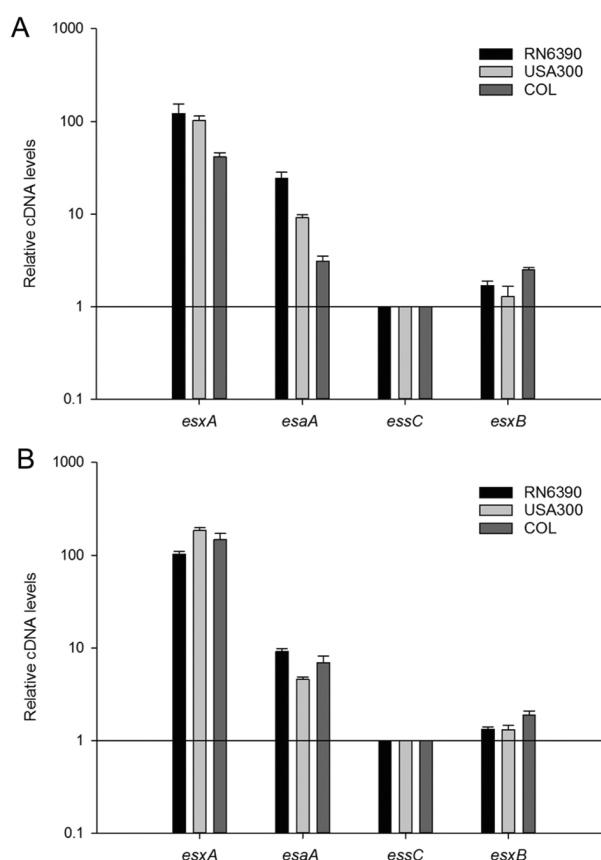 A
1000
100
10
1
0.1
Relative cDNA levels
RN6390
USA300
COL
esxA esaA essC esxB
B
1000
100
10
1
0.1
Relative cDNA levels
RN6390
USA300
COL
esxA esaA essC esxB